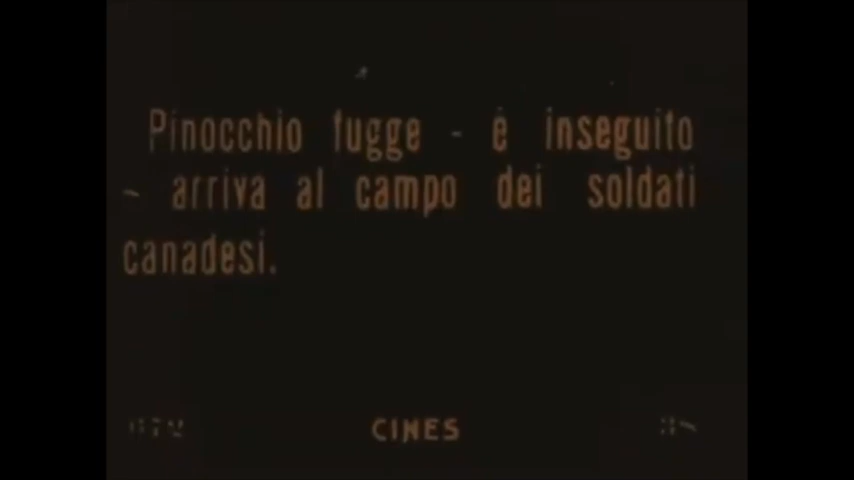 Pinocchio fugge - è inseguito
- arriva al campo dei soldati
canadesi.
CINES